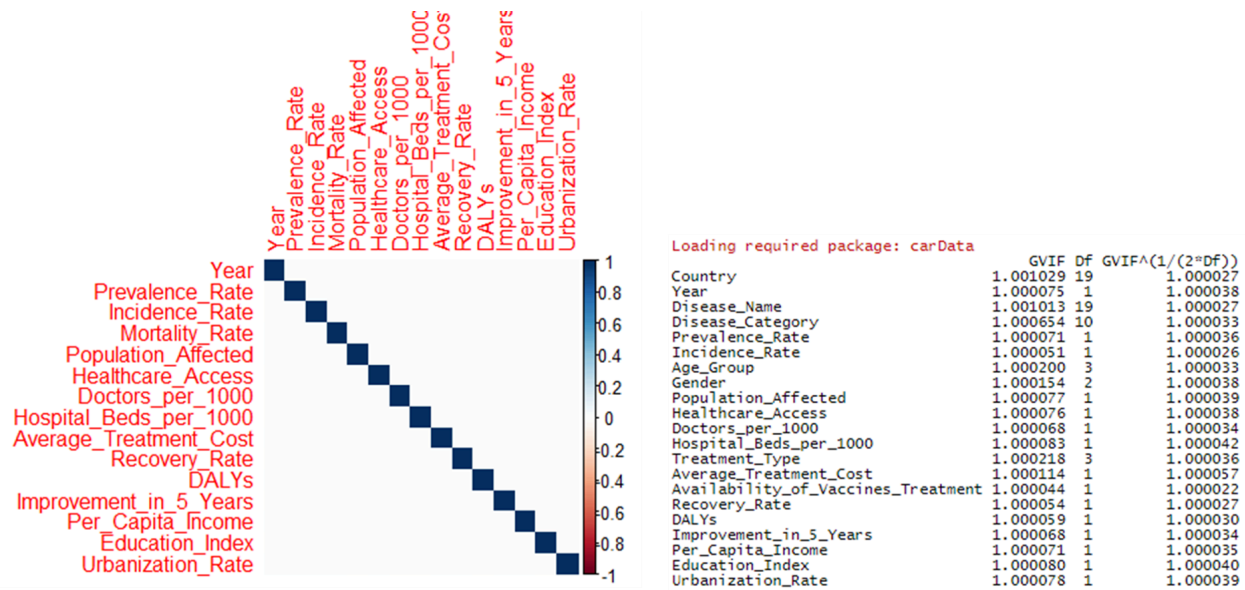 Year
Prevalence_Rate
Incidence_Rate
Mortality_Rate
Population_Affected
Healthcare_Access
Doctors_per_1000
Hospital_Beds_per_1000
Average_Treatment_Cos
Recovery_Rate
DALYs
Improvement_in_5_Years
Per_Capita_Income
Education_Index
Urbanization_Rate
Year
Prevalence_Rate
Incidence_Rate
Mortality_Rate
Population_Affected
Healthcare_Access
Doctors_per_1000
Hospital_Beds_per_1000
Average_Treatment_Cost
Recovery_Rate
DALYs
Improvement_in_5_Years
Per_Capita_Income
Education_Index
Urbanization_Rate
1
0.8
0.6
0.4
0.2
0
-0.2
-0.4
-0.6
-0.8
-1
Loading required package: carData
GVIF Df GVIF^(1/(2*Df))
Country 1.001029 19 1.000027
Year 1.000075 1 1.000038
Disease_Name 1.001013 19 1.000027
Disease_Category 1.000654 10 1.000033
Prevalence_Rate 1.000071 1 1.000036
Incidence_Rate 1.000051 1 1.000026
Age_Group 1.000200 3 1.000033
Gender 1.000154 2 1.000038
Population_Affected 1.000077 1 1.000039
Healthcare_Access 1.000076 1 1.000038
Doctors_per_1000 1.000068 1 1.000034
Hospital_Beds_per_1000 1.000083 1 1.000042
Treatment_Type 1.000218 3 1.000036
Average_Treatment_Cost 1.000114 1 1.000057
Availability_of_Vaccines_Treatment 1.000044 1 1.000022
Recovery_Rate 1.000054 1 1.000027
DALYs 1.000059 1 1.000030
Improvement_in_5_Years 1.000068 1 1.000034
Per_Capita_Income 1.000071 1 1.000035
Education_Index 1.000080 1 1.000040
Urbanization_Rate 1.000078 1 1.000039